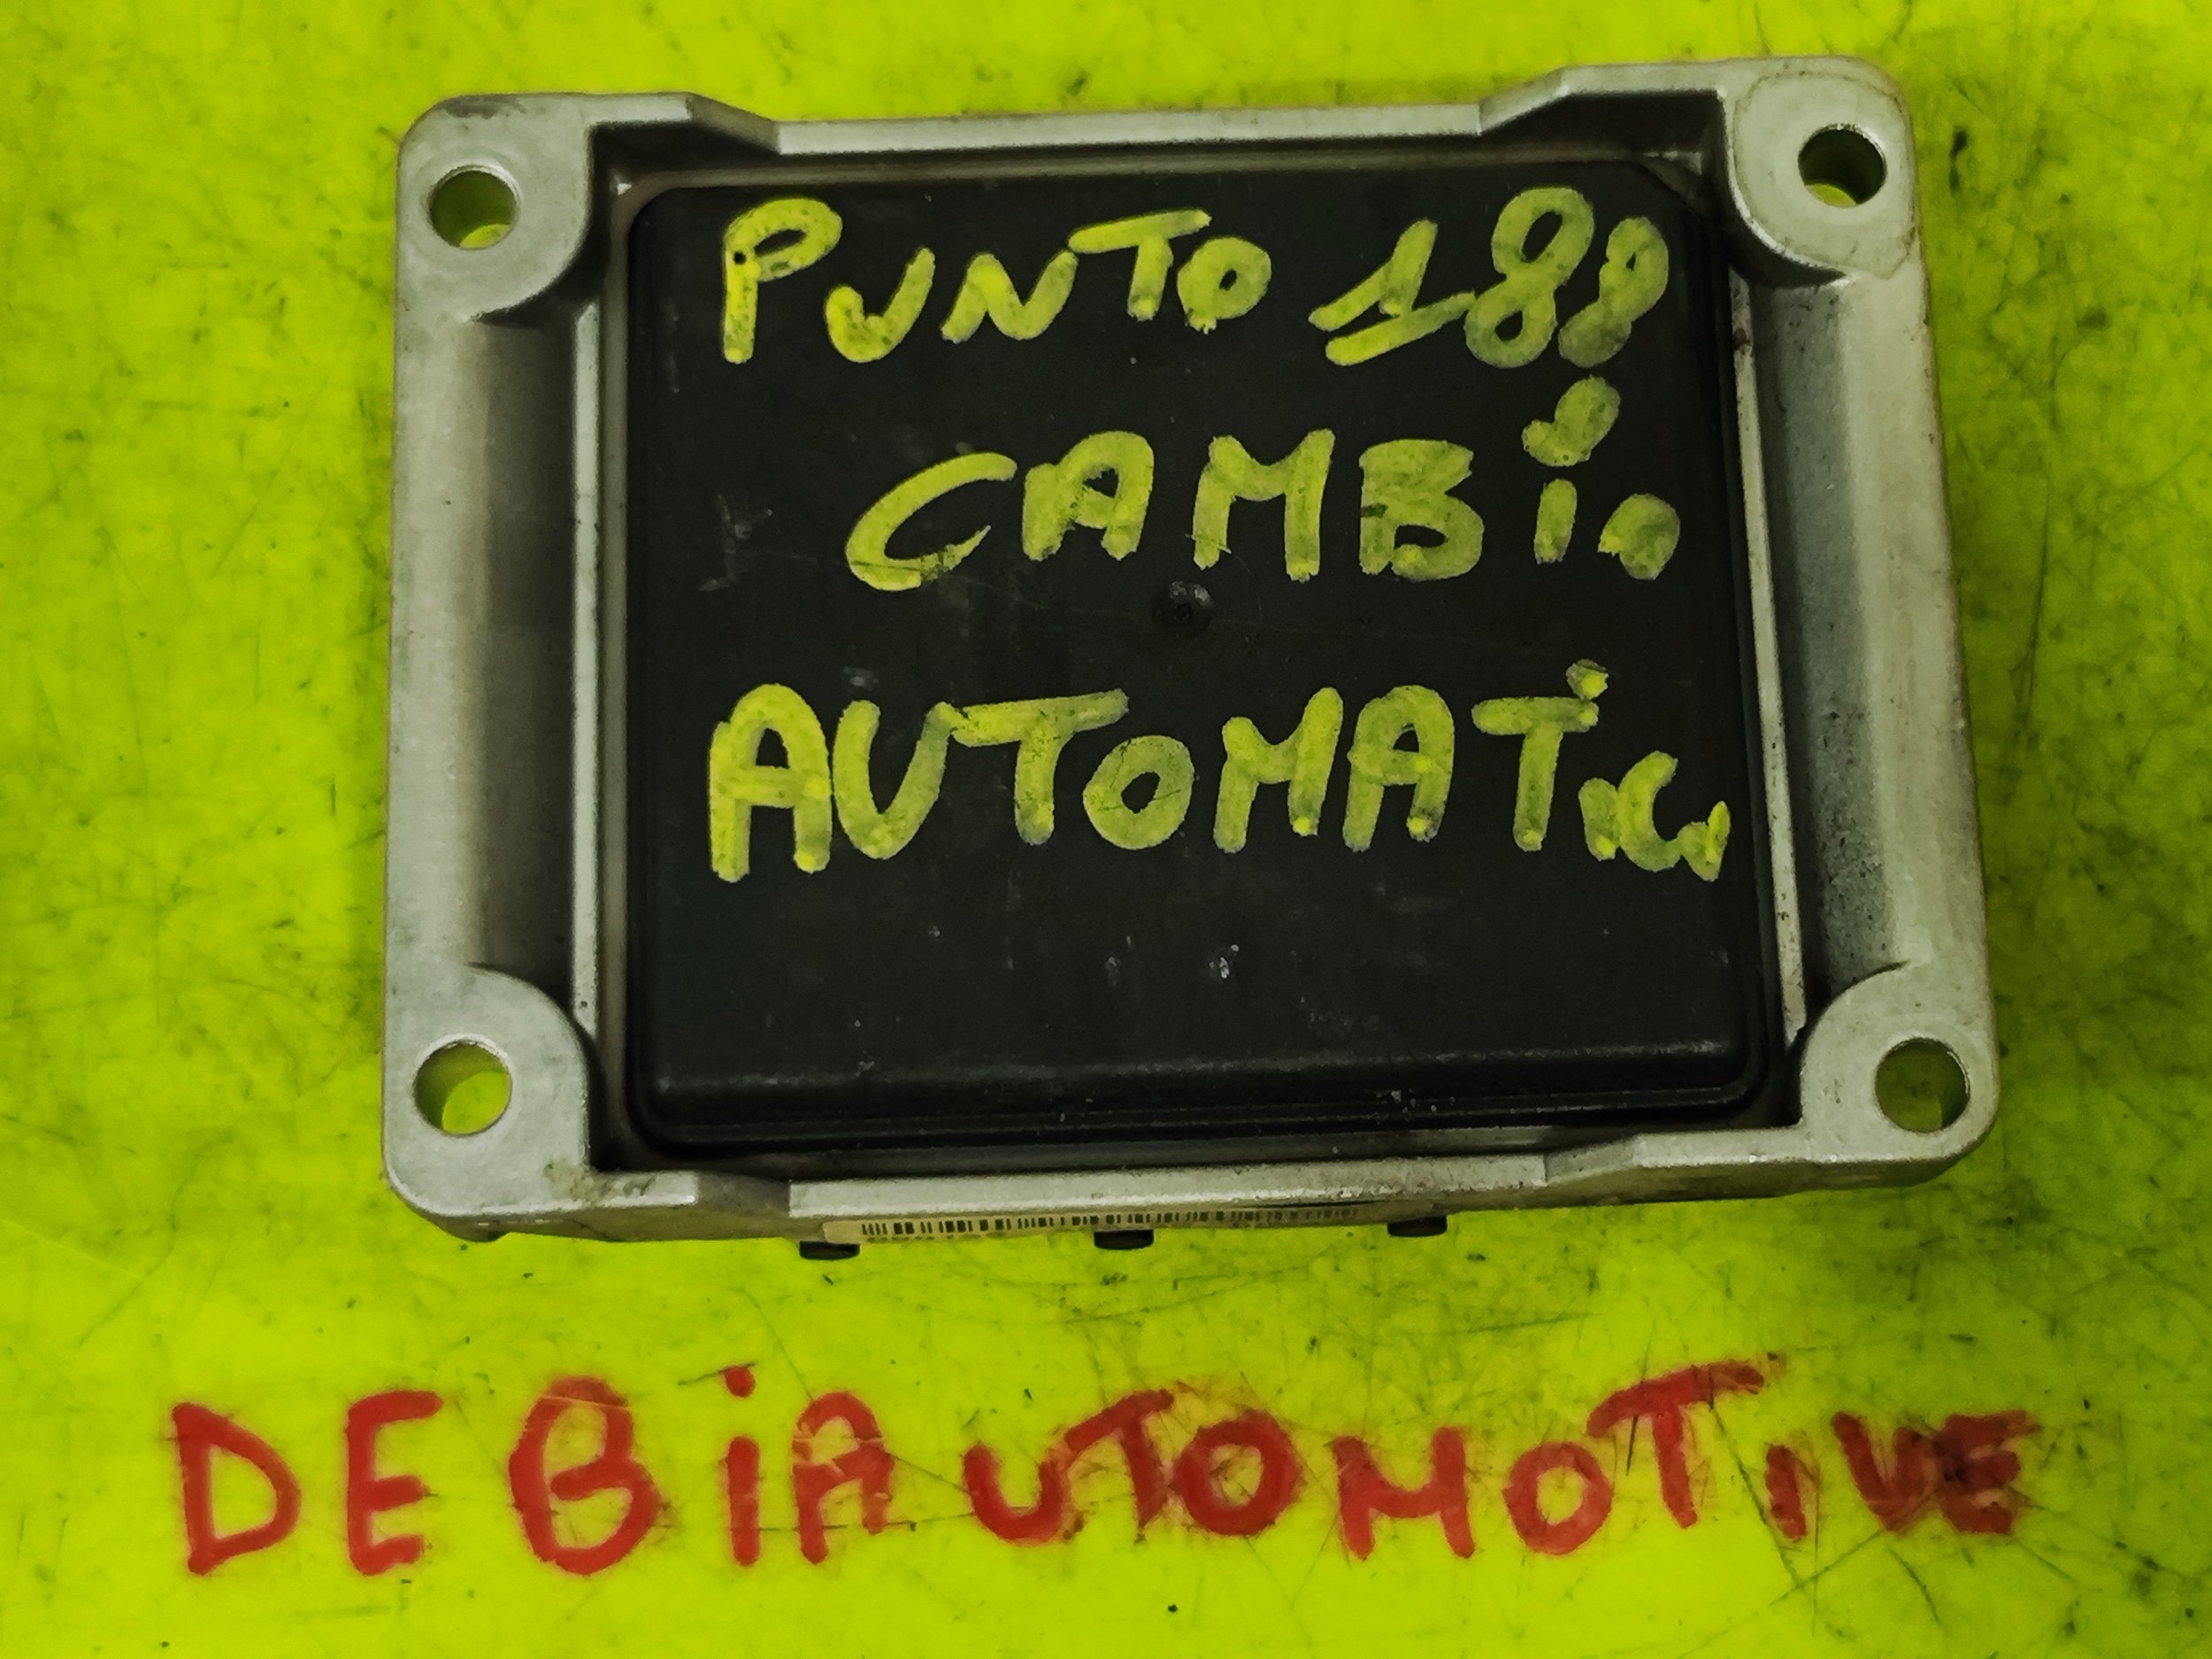 PUNTO 188
CAMBio
AUTOMATico
DEBiAUTOMOTiVE